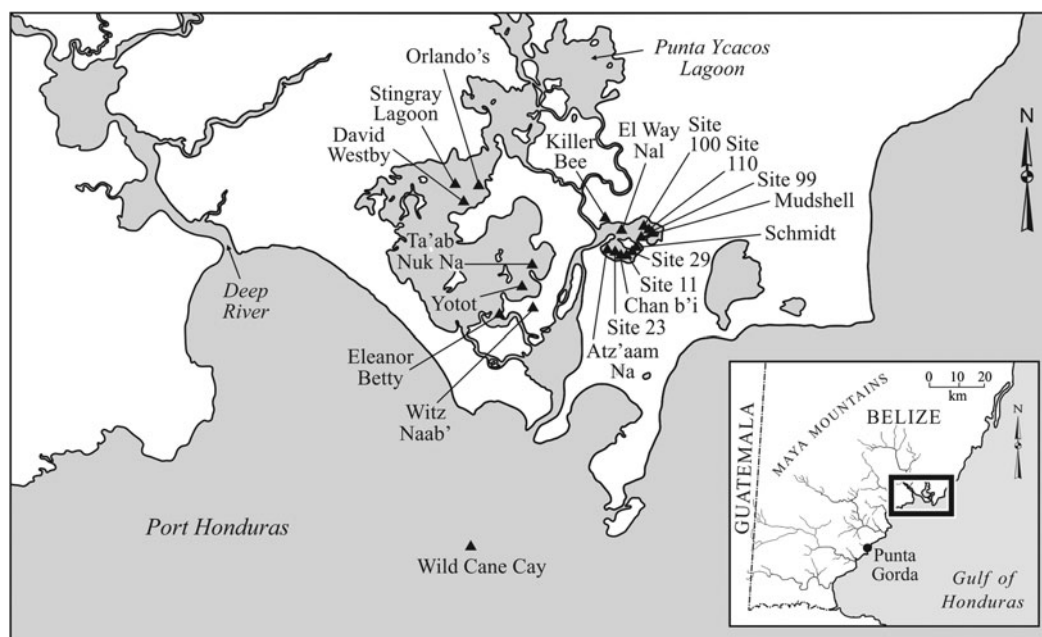 Punta Ycacos
Lagoon
Orlando's
Stingray
Lagoon
David
Westby
Killer
Bee
El Way
Nal
Site
100
Site
110
Site 99
Mudshell
Schmidt
Site 29
Site 11
Chan b'i
Site 23
Atz'aam
Na
Ta'ab
Nuk Na
Yotot
Eleanor
Betty
Witz
Naab'
Deep
River
Port Honduras
Wild Cane Cay
N
0 10 20
km
N
GUATEMALA
MAYA MOUNTAINS
BELIZE
Punta
Gorda
Gulf of
Honduras